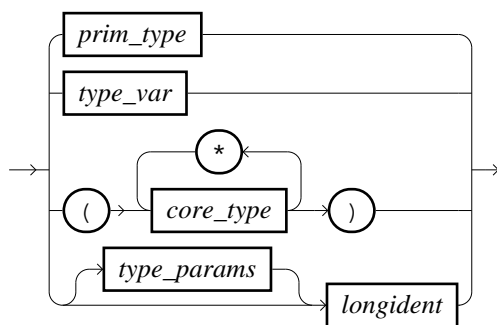 prim_type
type_var
*
( core_type )
type_params
longident